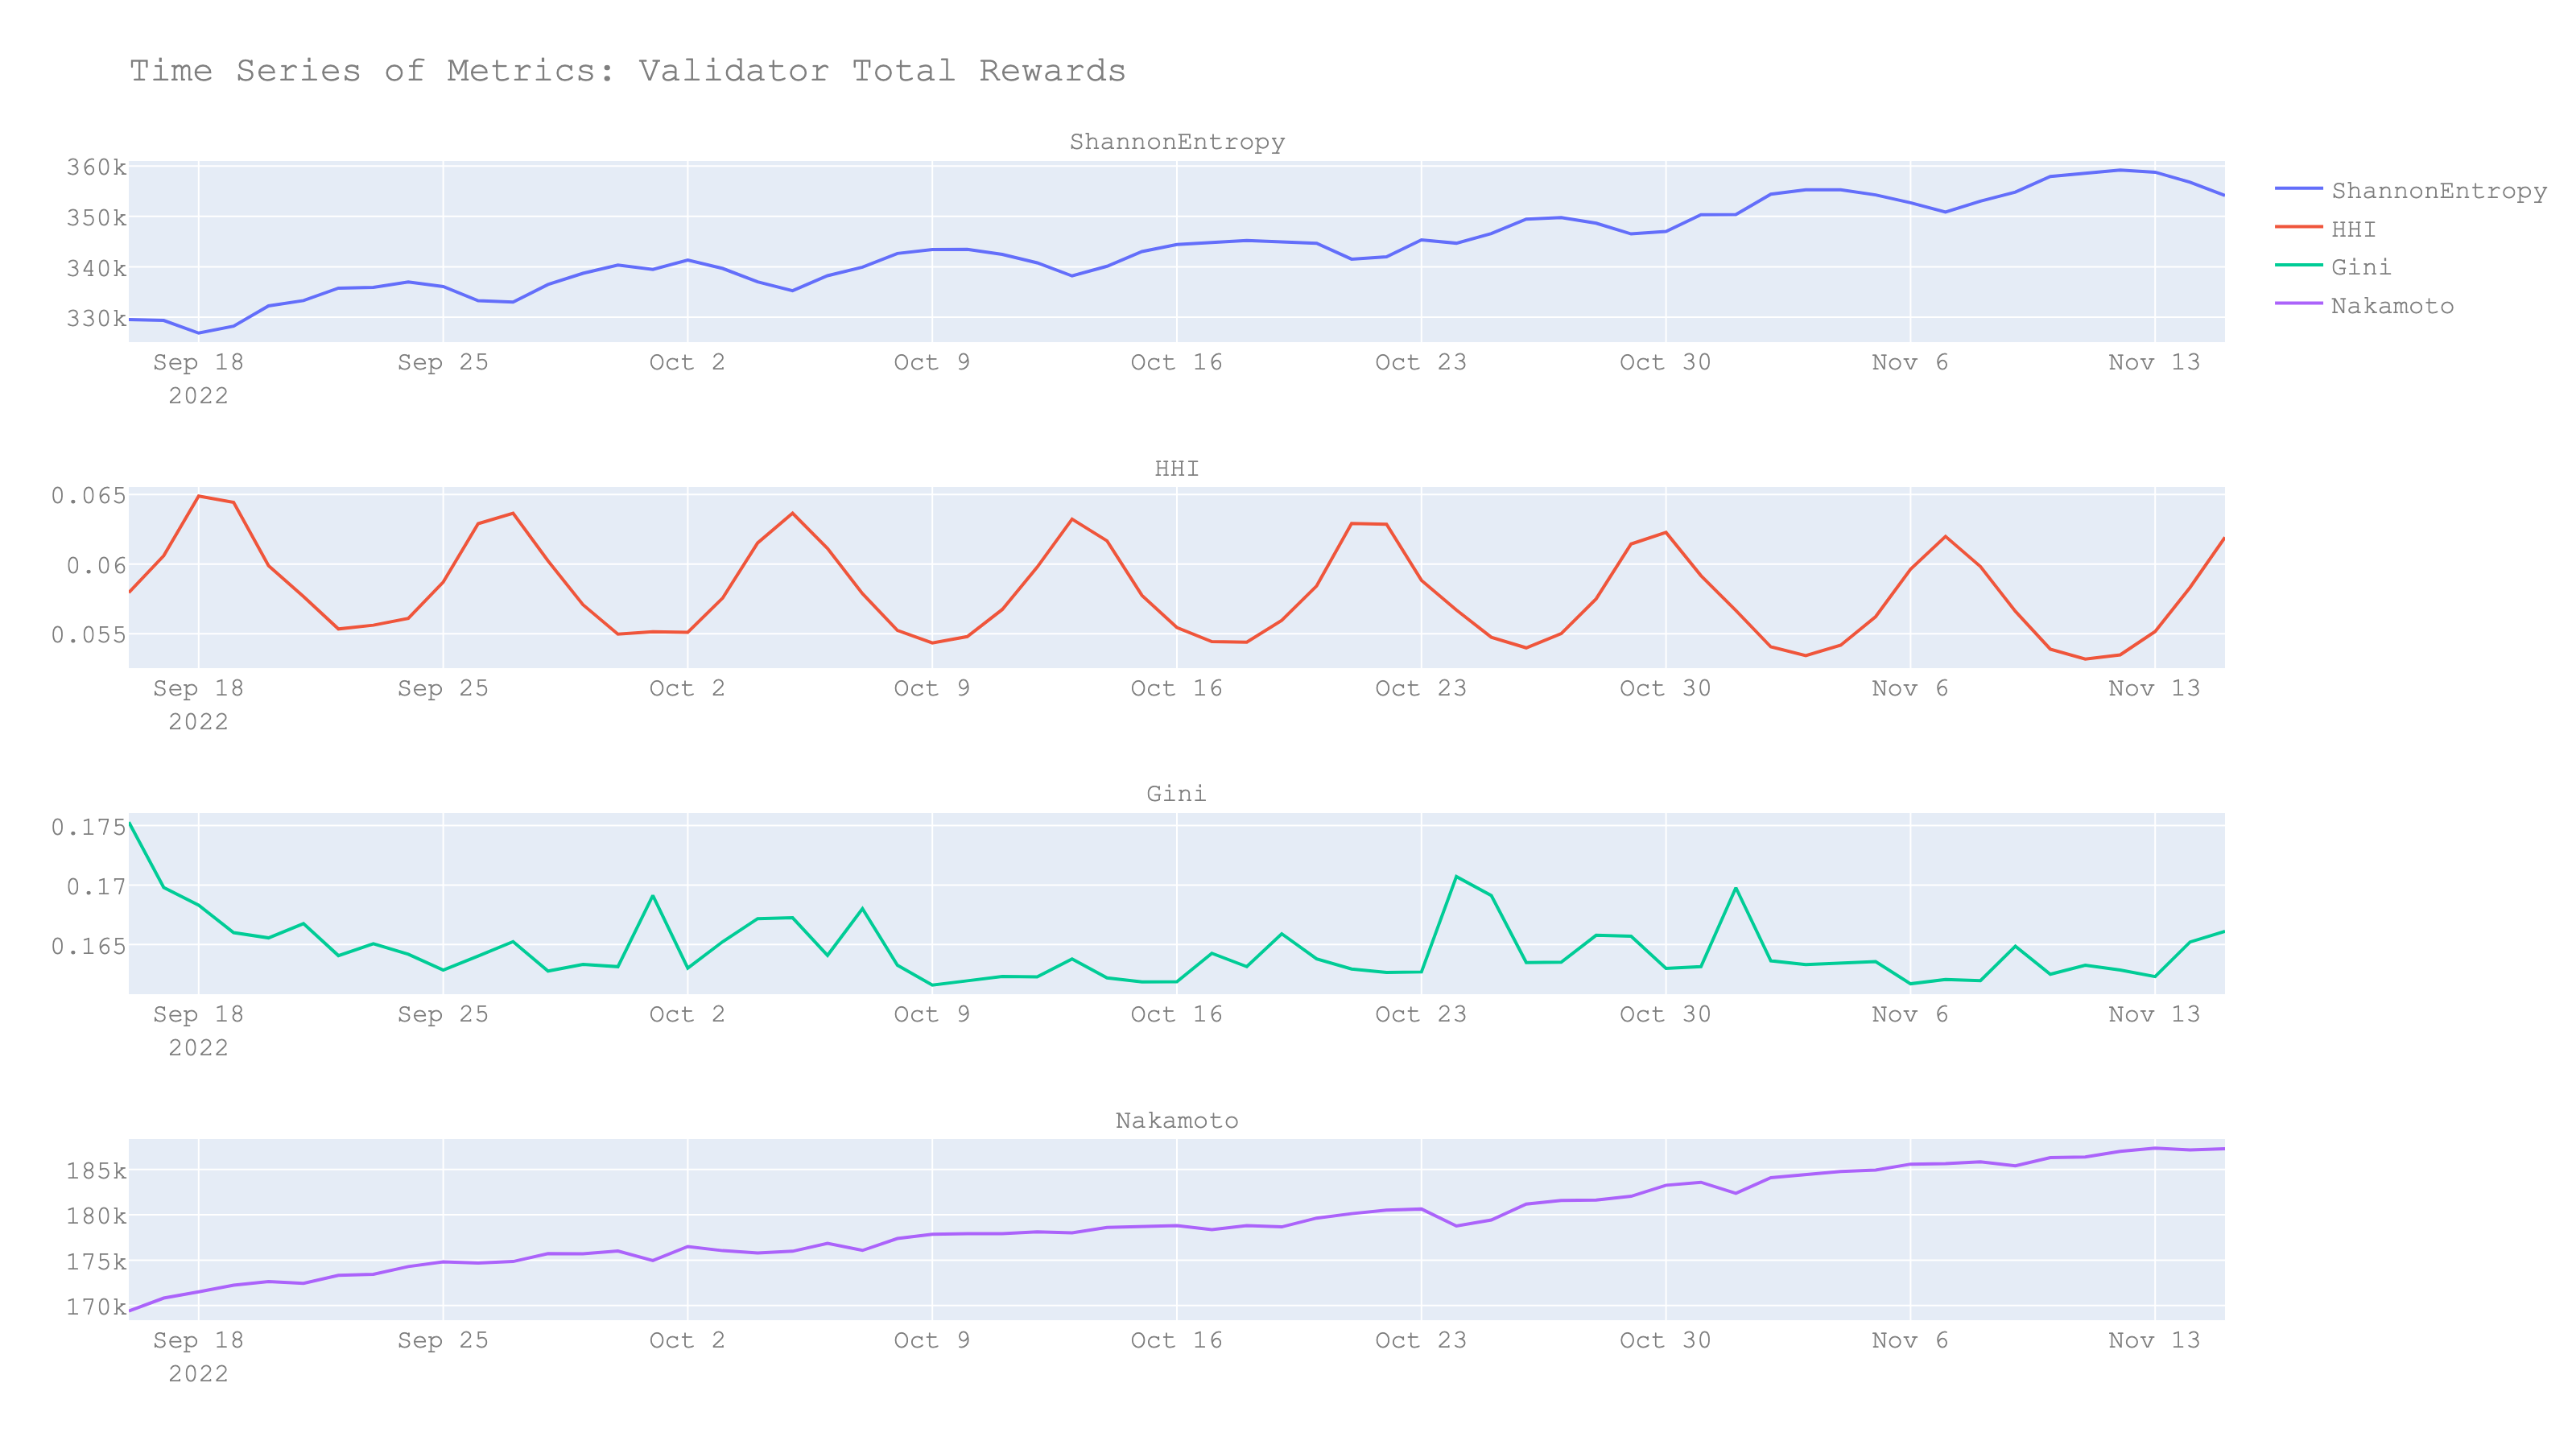 Time Series of Metrics: Validator Total Rewards
ShannonEntropy
360k
350k
340k
330k
Sep 18 Sep 25 Oct 2 Oct 9 Oct 16 Oct 23 Oct 30 Nov 6 Nov 13
2022
ShannonEntropy
HHI
Gini
Nakamoto
HHI
0.065
0.06
0.055
Sep 18 Sep 25 Oct 2 Oct 9 Oct 16 Oct 23 Oct 30 Nov 6 Nov 13
2022
Gini
0.175
0.17
0.165
Sep 18 Sep 25 Oct 2 Oct 9 Oct 16 Oct 23 Oct 30 Nov 6 Nov 13
2022
Nakamoto
185k
180k
175k
170k
Sep 18 Sep 25 Oct 2 Oct 9 Oct 16 Oct 23 Oct 30 Nov 6 Nov 13
2022